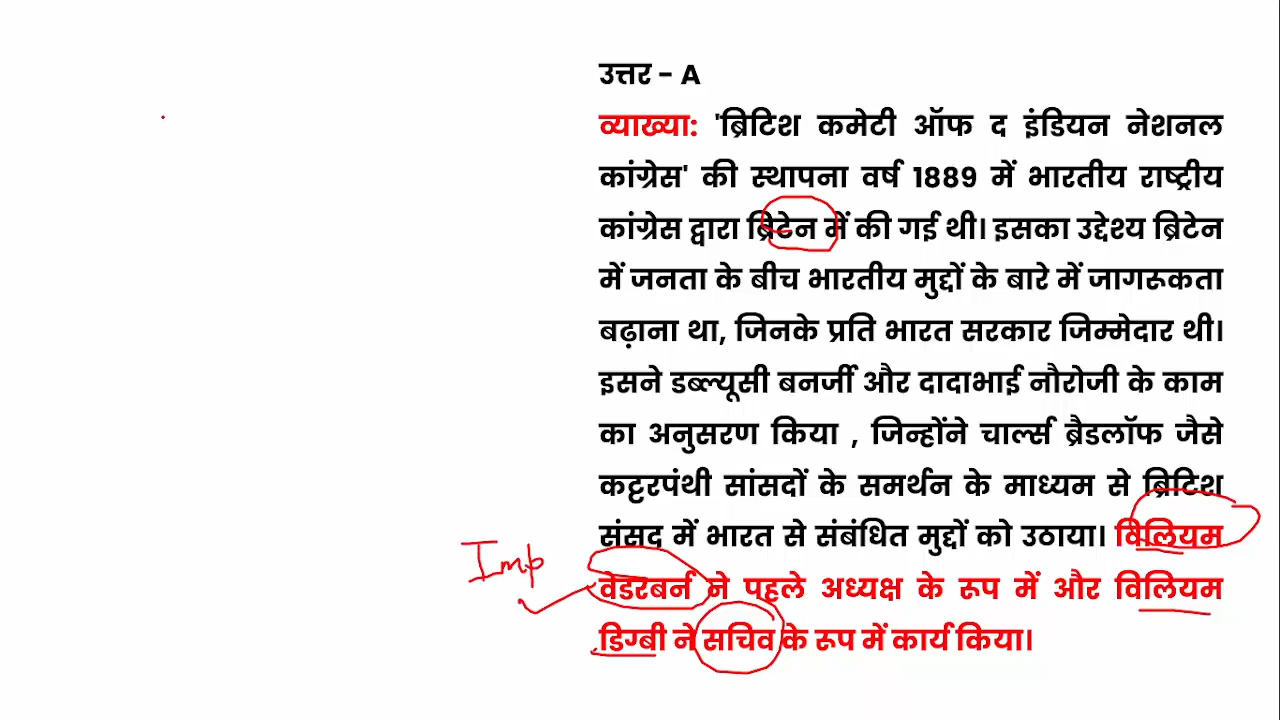 उत्तर - A
व्याख्या: 'ब्रिटिश कमेटी ऑफ द इंडियन नेशनल
कांग्रेस' की स्थापना वर्ष 1889 में भारतीय राष्ट्रीय
कांग्रेस द्वारा ब्रिटेन में की गई थी। इसका उद्देश्य ब्रिटेन
में जनता के बीच भारतीय मुद्दों के बारे में जागरूकता
बढ़ाना था, जिनके प्रति भारत सरकार जिम्मेदार थी।
इसने डब्ल्यूसी बनर्जी और दादाभाई नौरोजी के काम
का अनुसरण किया , जिन्होंने चार्ल्स ब्रैडलॉफ जैसे
कट्टरपंथी सांसदों के समर्थन के माध्यम से ब्रिटिश
संसद में भारत से संबंधित मुद्दों को उठाया। विलियम
Imp
वेडरबर्न ने पहले अध्यक्ष के रूप में और विलियम
डिग्बी ने सचिव के रूप में कार्य किया।